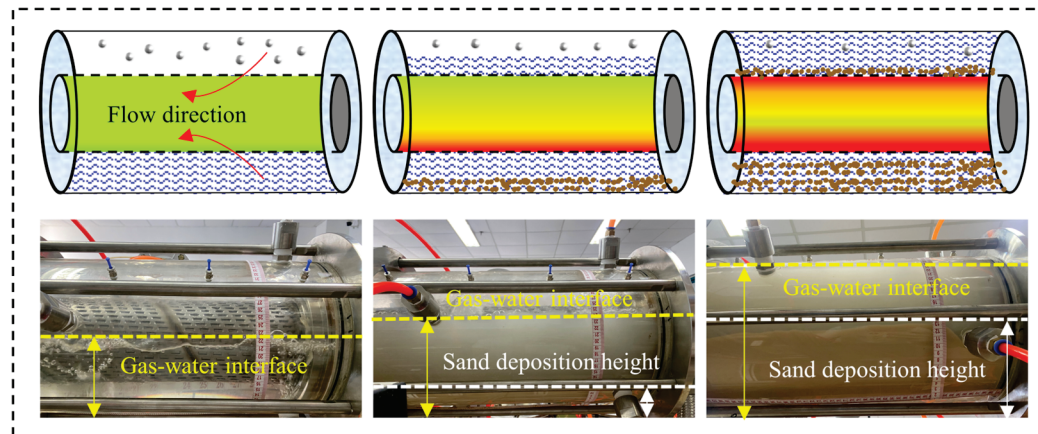 Flow direction
Gas-water interface
Gas-water interface
Sand deposition height
Gas-water interface
Sand deposition height